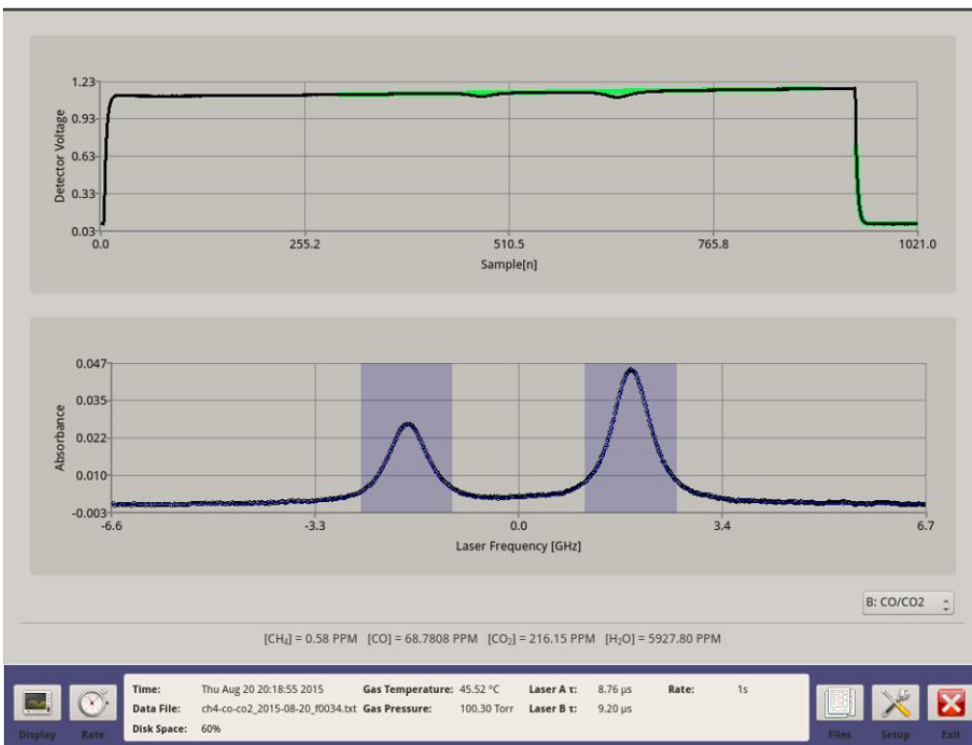 1.23
0.93
0.63
0.33
0.03
Detector Voltage
0.0 255.2 510.5 765.8 1021.0
Sample[n]
0.047
0.035
0.022
0.010
-0.003
Absorbance
-6.6 -3.3 0.0 3.4 6.7
Laser Frequency [GHz]
B: CO/CO2
[CH₄] = 0.58 PPM [CO] = 68.7808 PPM [CO₂] = 216.15 PPM [H₂O] = 5927.80 PPM
Time: Thu Aug 20 20:18:55 2015 Gas Temperature: 45.52 °C Laser A τ: 8.76 µs Rate: 1s
Data File: ch4-co-co2_2015-08-20_f0034.txt Gas Pressure: 100.30 Torr Laser B τ: 9.20 µs
Disk Space: 60%
Display Rate Files Setup Exit